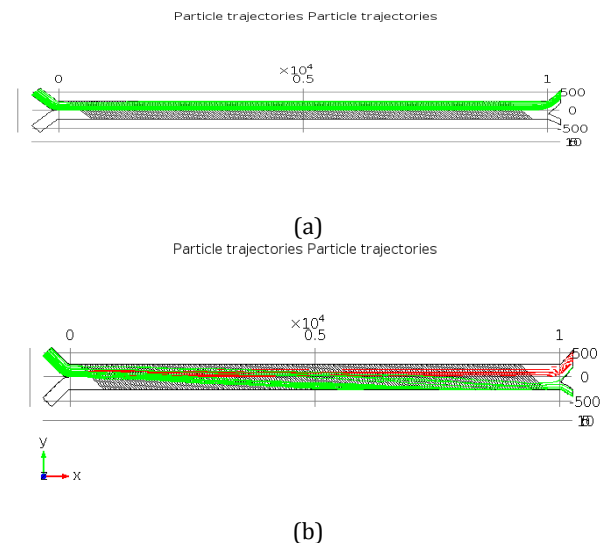 Particle trajectories Particle trajectories
×10⁴
0 0.5 1
500
0
-500
(a)
Particle trajectories Particle trajectories
×10⁴
0 0.5 1
500
0
-500
y
x
(b)